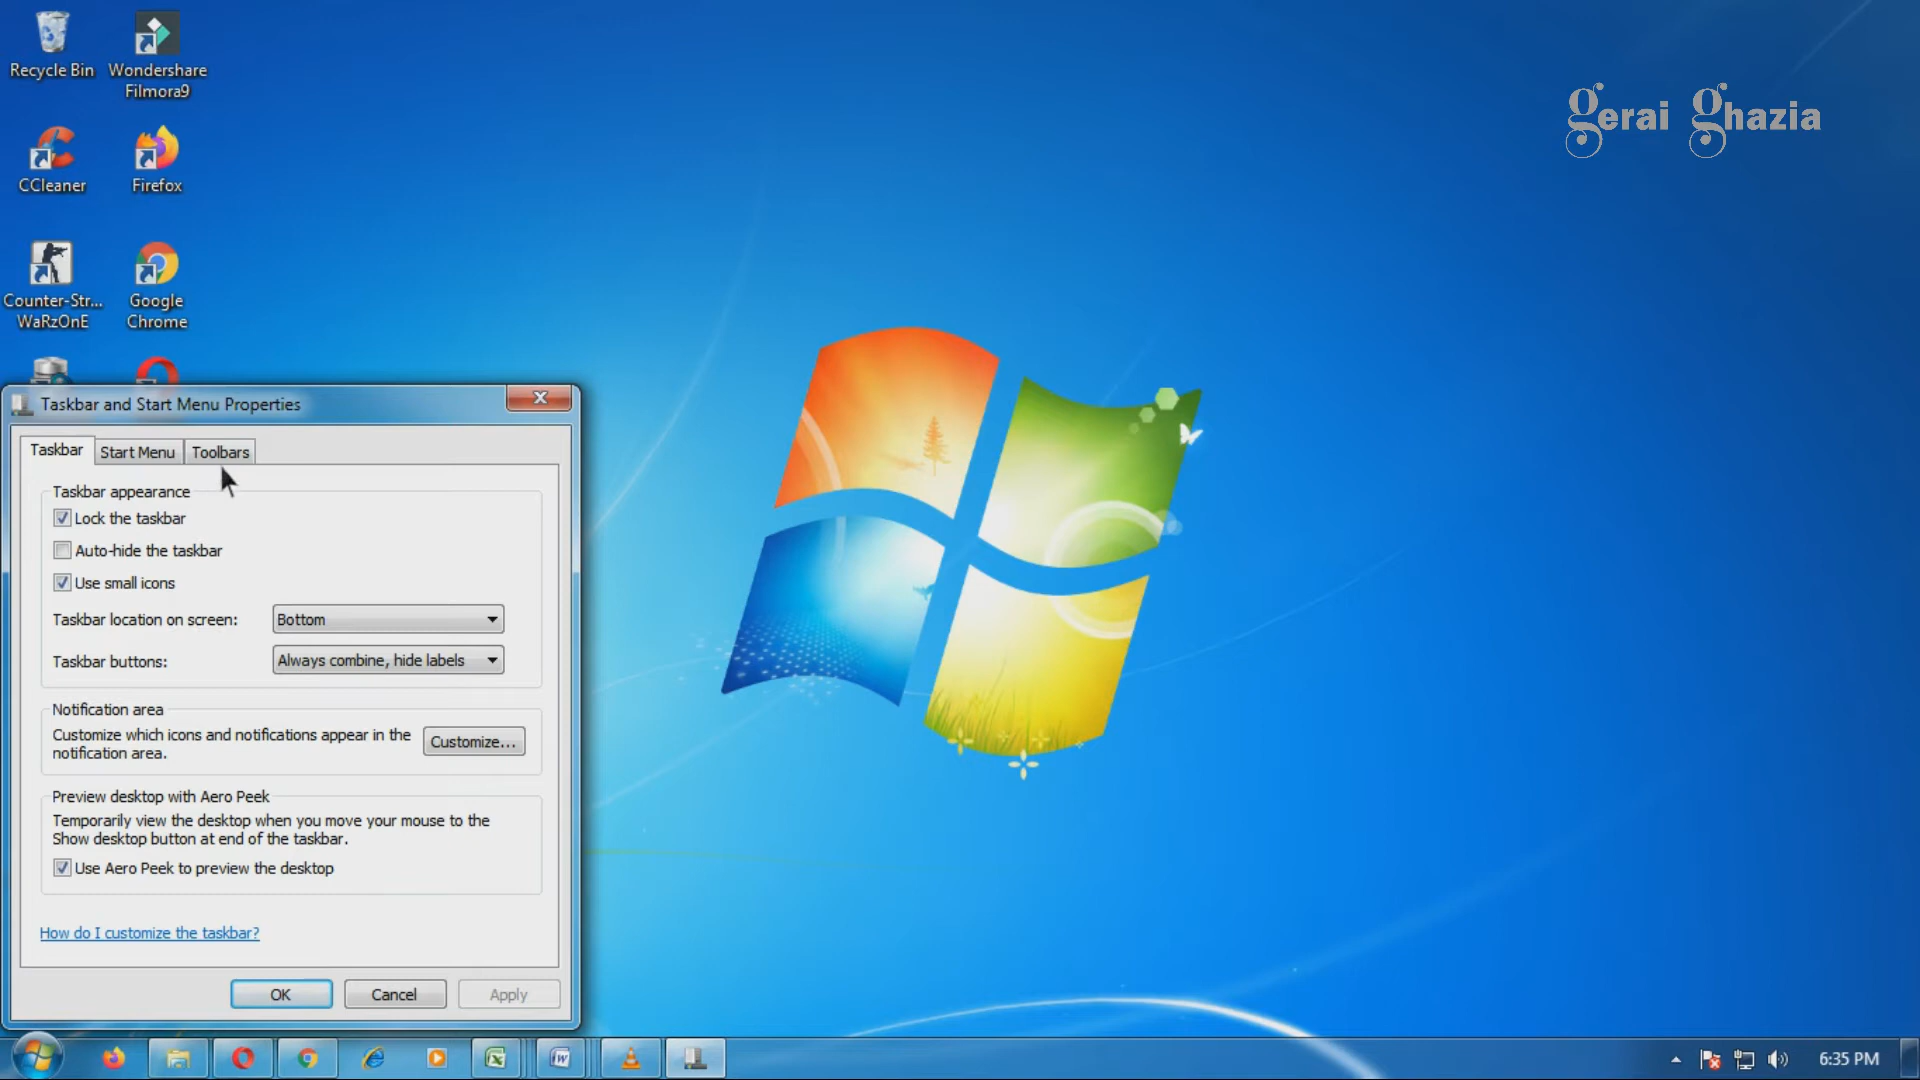 Recycle Bin
Wondershare
Filmora9
CCleaner
Firefox
Counter-Str...
WaRzOnE
Google
Chrome
gerai ghazia
Taskbar and Start Menu Properties
Taskbar
Start Menu
Toolbars
Taskbar appearance
Lock the taskbar
Auto-hide the taskbar
Use small icons
Taskbar location on screen:
Bottom
Taskbar buttons:
Always combine, hide labels
Notification area
Customize which icons and notifications appear in the
notification area.
Customize...
Preview desktop with Aero Peek
Temporarily view the desktop when you move your mouse to the
Show desktop button at end of the taskbar.
Use Aero Peek to preview the desktop
How do I customize the taskbar?
OK
Cancel
Apply
6:35 PM